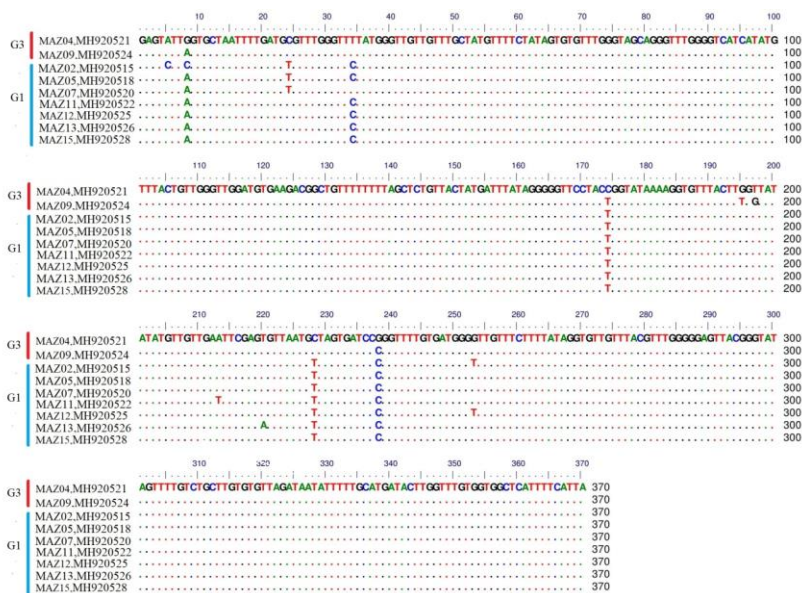 10 20 30 40 50 60 70 80 90 100
G3
MAZ04,MH920521 GAGTATTGGTGCTAATTTTGATGCGTTTGGGTTTTATGGGTTGTTGTTTGCTATGTTTTCTATAGTGTGTTTGGGTAGCAGGGTTTGGGGTCATCATATG 100
MAZ09,MH920524 A 100
G1
MAZ02,MH920515 C C T C 100
MAZ05,MH920518 A T C 100
MAZ07,MH920520 A T 100
MAZ11,MH920522 A C 100
MAZ12,MH920525 A C 100
MAZ13,MH920526 A C 100
MAZ15,MH920528 A C 100
110 120 130 140 150 160 170 180 190 200
G3
MAZ04,MH920521 TTTACTGTTGGGTTGGATGTGAAGACGGCTGTTTTTTTTAGCTCTGTTACTATGATTTATAGGGGGTTCCTACCGGTATAAAAGGTGTTTACTTGGTTAT 200
MAZ09,MH920524 T T. G 200
G1
MAZ02,MH920515 T 200
MAZ05,MH920518 T 200
MAZ07,MH920520 T 200
MAZ11,MH920522 T 200
MAZ12,MH920525 T 200
MAZ13,MH920526 T 200
MAZ15,MH920528 T 200
210 220 230 240 250 260 270 280 290 300
G3
MAZ04,MH920521 ATATGTTGTTGAATTCGAGTGTTAATGCTAGTGATCCGGGTTTTGTGATGGGGTTGTTTCTTTTATAGGTGTTGTTTACGTTTGGGGGAGTTACGGGTAT 300
MAZ09,MH920524 C 300
G1
MAZ02,MH920515 T T 300
MAZ05,MH920518 T C 300
MAZ07,MH920520 T C 300
MAZ11,MH920522 T T C 300
MAZ12,MH920525 T T 300
MAZ13,MH920526 A T C 300
MAZ15,MH920528 T C 300
310 320 330 340 350 360 370
G3
MAZ04,MH920521 AGTTTTGTCTGCTTGTGTGTTAGATAATATTTTTGCATGATACTTGGTTTGTGGTGGCTCATTTTCATTA 370
MAZ09,MH920524 370
G1
MAZ02,MH920515 370
MAZ05,MH920518 370
MAZ07,MH920520 370
MAZ11,MH920522 370
MAZ12,MH920525 370
MAZ13,MH920526 370
MAZ15,MH920528 370